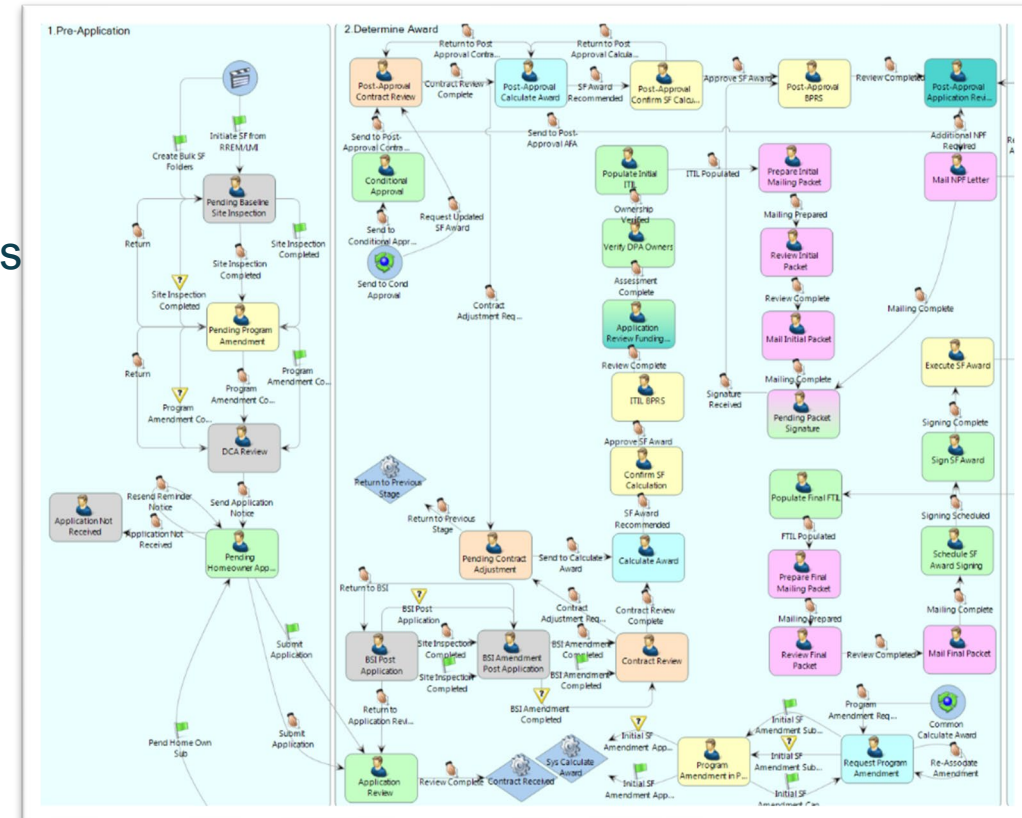 1.Pre-Application
Create Bulk SF
Folders
Initiate SF from
RREM/LMI
Pending Baseline
Site Inspection
Return
Site Inspection
Completed
Site Inspection
Completed
Site Inspection
Completed
Pending Program
Amendment
Return
Program
Amendment Co...
Program
Amendment Co...
Program
Amendment Co...
DCA Review
Resend Reminder
Notice
Send Application
Notice
Application Not
Received
Application Not
Received
Pending
Homeowner App...
Submit
Application
Submit
Application
Pend Home Own
Sub
s
2.Determine Award
Return to Post
Approval Contra...
Return to Post
Approval Calcula...
Post-Approval
Contract Review
Contract Review
Complete
Post-Approval
Calculate Award
SF Award
Recommended
Post-Approval
Confirm SF Calcu...
Approve SF Award
Post-Approval
BPRS
Review Completed
Post-Approval
Application Revi...
Send to Post-
Approval Contra...
Send to Post-
Approval AFA
Additional NPF
Required
Conditional
Approval
Populate Initial
ITIL
ITIL Populated
Prepare Initial
Mailing Packet
Mail NPF Letter
Request Updated
SF Award
Send to
Conditional Appr...
Send to Cond
Approval
Ownership
Verified
Verify DPA Owners
Mailing Prepared
Review Initial
Packet
Assessment
Complete
Review Complete
Contract
Adjustment Req...
Application
Review Funding...
Mail Initial Packet
Mailing Complete
Review Complete
Mailing Complete
Execute SF Award
ITIL BPRS
Signature
Received
Pending Packet
Signature
Signing Complete
Approve SF Award
Sign SF Award
Confirm SF
Calculation
Return to Previous
Stage
Populate Final FTIL
Signing Scheduled
Return to Previous
Stage
SF Award
Recommended
FTIL Populated
Pending Contract
Adjustment
Send to Calculate
Award
Calculate Award
Schedule SF
Award Signing
Prepare Final
Mailing Packet
Return to BSI
BSI Post
Application
Contract
Adjustment Req...
Contract Review
Complete
Mailing Prepared
Mailing Complete
BSI Post
Application
Site Inspection
Completed
Site Inspection
Completed
BSI Amendment
Post Application
BSI Amendment
Completed
BSI Amendment
Completed
Contract Review
Review Final
Packet
Review Completed
Mail Final Packet
BSI Amendment
Completed
Return to
Application Revi...
Application
Review
Review Complete
Contract Received
Sys Calculate
Award
Initial SF
Amendment App...
Initial SF
Amendment App...
Program
Amendment in P...
Initial SF
Amendment Sub...
Initial SF
Amendment Sub...
Initial SF
Amendment Can...
Program
Amendment Req...
Common
Calculate Award
Request Program
Amendment
Re-Assodate
Amendment